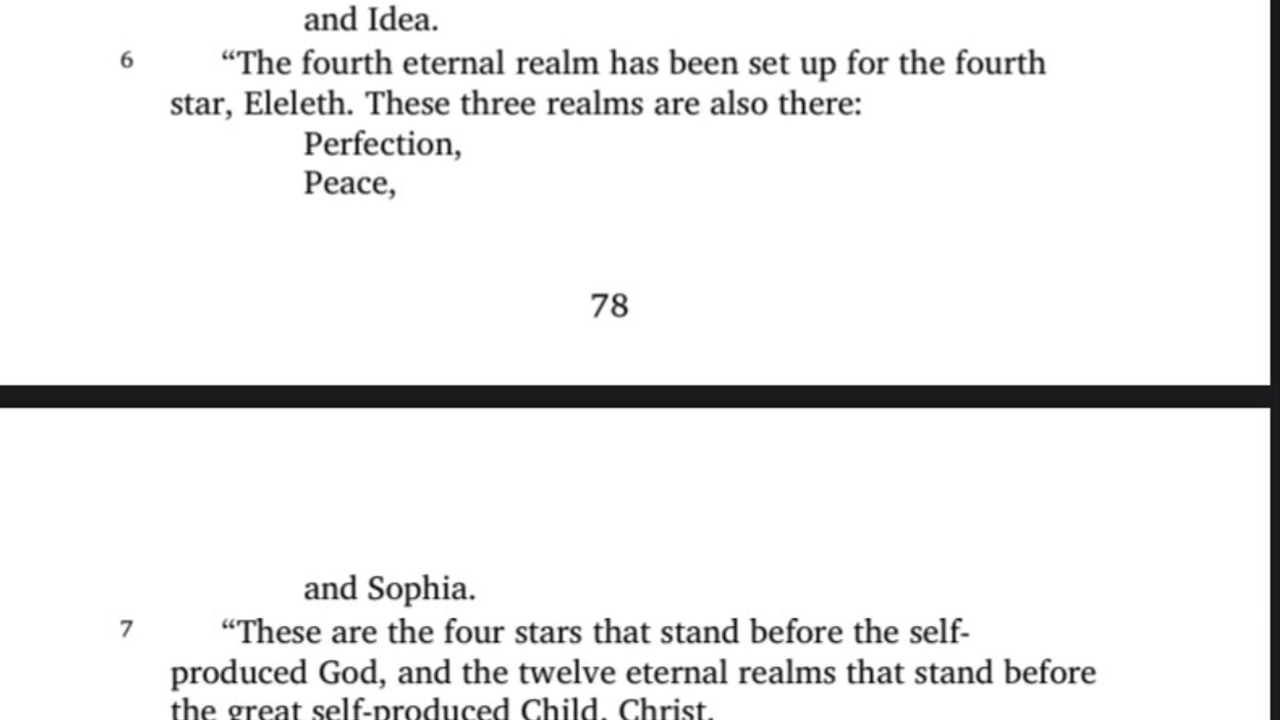 and Idea.
6 “The fourth eternal realm has been set up for the fourth
star, Eleleth. These three realms are also there:
Perfection,
Peace,
78
and Sophia.
7 “These are the four stars that stand before the self-
produced God, and the twelve eternal realms that stand before
the great self-produced Child, Christ.